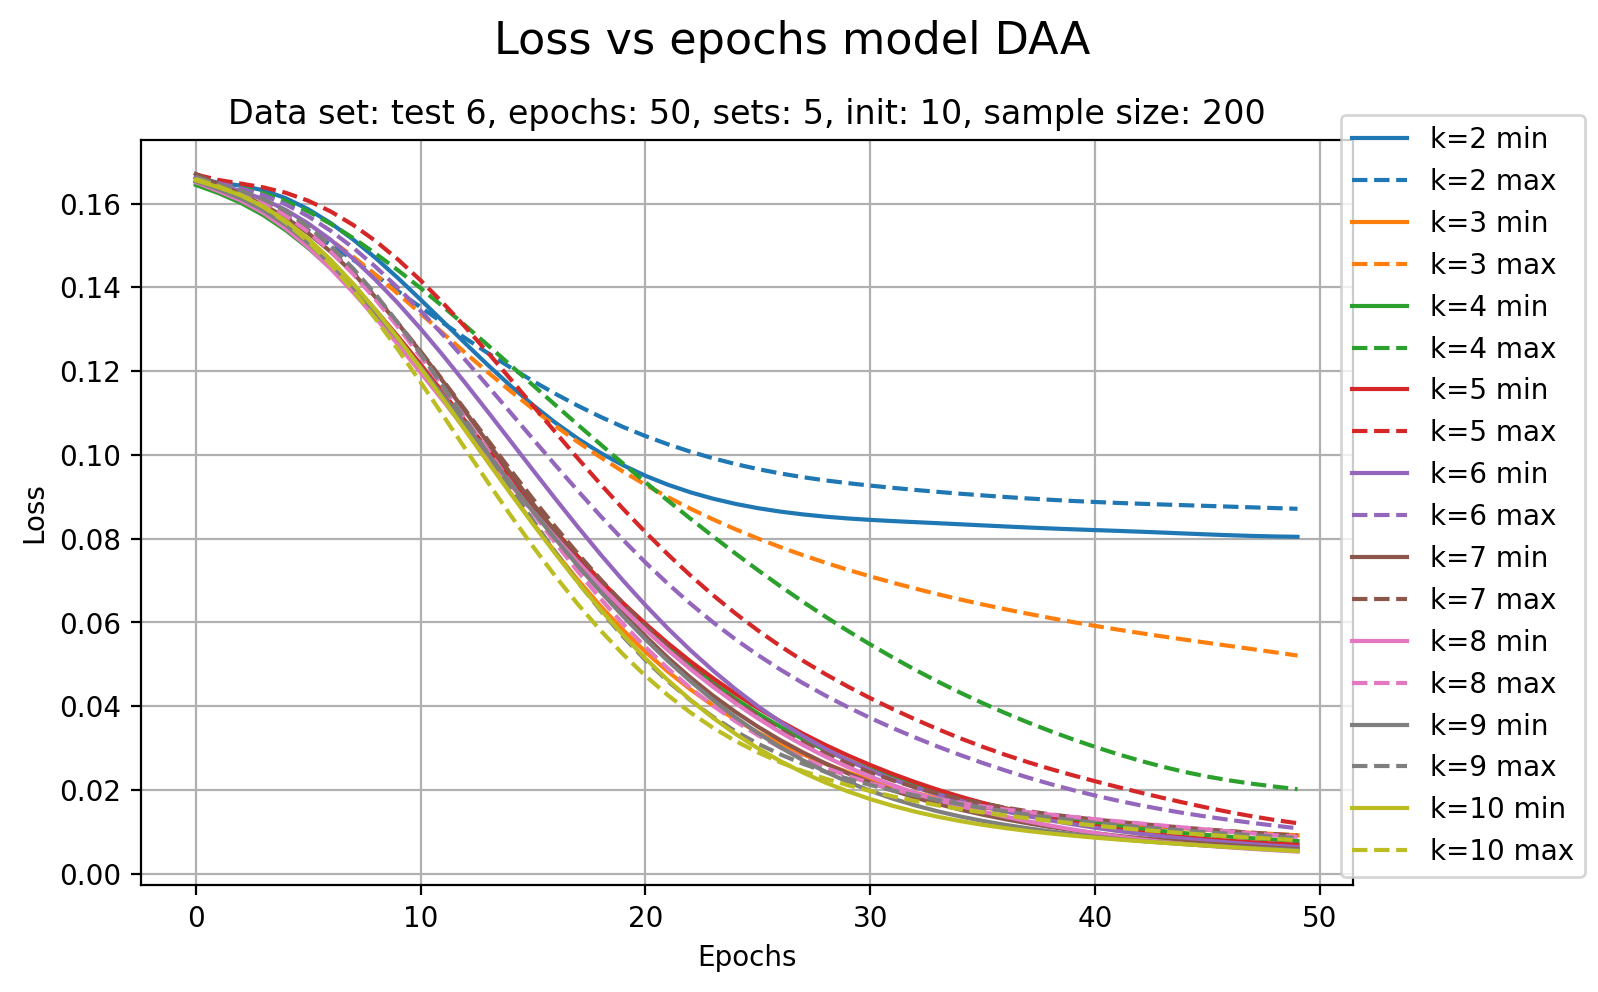 Loss vs epochs model DAA
Data set: test 6, epochs: 50, sets: 5, init: 10, sample size: 200
Loss
0.16
0.14
0.12
0.10
0.08
0.06
0.04
0.02
0.00
0
10
20
30
40
50
Epochs
k=2 min
k=2 max
k=3 min
k=3 max
k=4 min
k=4 max
k=5 min
k=5 max
k=6 min
k=6 max
k=7 min
k=7 max
k=8 min
k=8 max
k=9 min
k=9 max
k=10 min
k=10 max